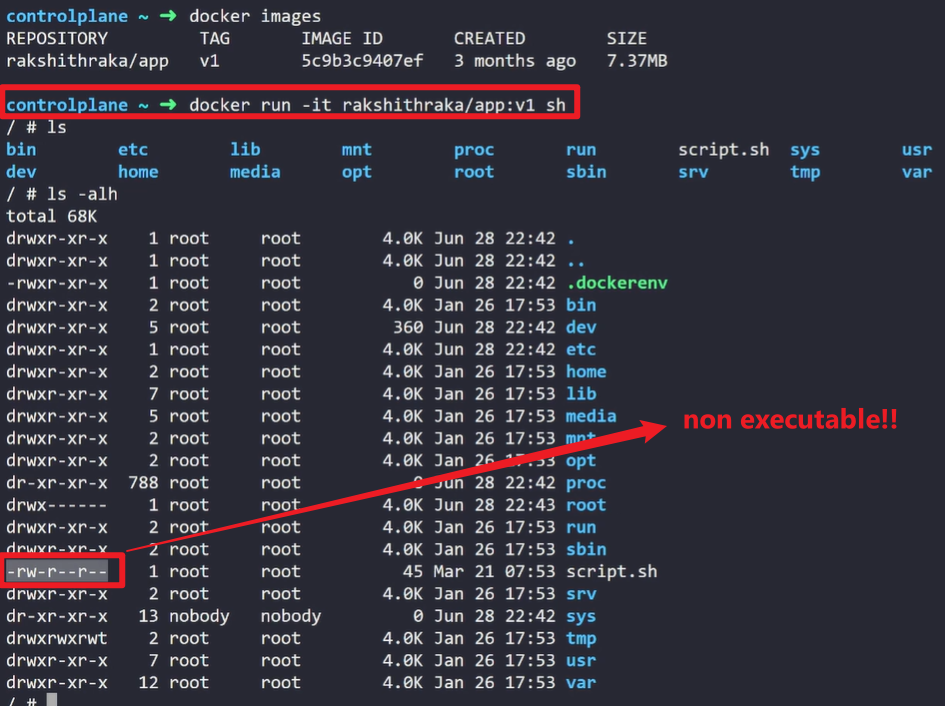 controlplane ~ ➜ docker images
REPOSITORY TAG IMAGE ID CREATED SIZE
rakshithraka/app v1 5c9b3c9407ef 3 months ago 7.37MB
controlplane ~ ➜ docker run -it rakshithraka/app:v1 sh
/ # ls
bin etc lib mnt proc run script.sh sys usr
dev home media opt root sbin srv tmp var
/ # ls -alh
total 68K
drwxr-xr-x 1 root root 4.0K Jun 28 22:42 .
drwxr-xr-x 1 root root 4.0K Jun 28 22:42 ..
-rwxr-xr-x 1 root root 0 Jun 28 22:42 .dockerenv
drwxr-xr-x 2 root root 4.0K Jan 26 17:53 bin
drwxr-xr-x 5 root root 360 Jun 28 22:42 dev
drwxr-xr-x 1 root root 4.0K Jun 28 22:42 etc
drwxr-xr-x 2 root root 4.0K Jan 26 17:53 home
drwxr-xr-x 7 root root 4.0K Jan 26 17:53 lib
drwxr-xr-x 5 root root 4.0K Jan 26 17:53 media
non executable!!
drwxr-xr-x 2 root root 4.0K Jan 26 17:53 mnt
drwxr-xr-x 2 root root 4.0K Jan 26 17:53 opt
dr-xr-xr-x 788 root root 0 Jun 28 22:42 proc
drwx------ 1 root root 4.0K Jun 28 22:43 root
drwxr-xr-x 2 root root 4.0K Jan 26 17:53 run
drwxr-xr-x 2 root root 4.0K Jan 26 17:53 sbin
-rw-r--r-- 1 root root 45 Mar 21 07:53 script.sh
drwxr-xr-x 2 root root 4.0K Jan 26 17:53 srv
dr-xr-xr-x 13 nobody nobody 0 Jun 28 22:42 sys
drwxrwxrwt 2 root root 4.0K Jan 26 17:53 tmp
drwxr-xr-x 7 root root 4.0K Jan 26 17:53 usr
drwxr-xr-x 12 root root 4.0K Jan 26 17:53 var
/ #